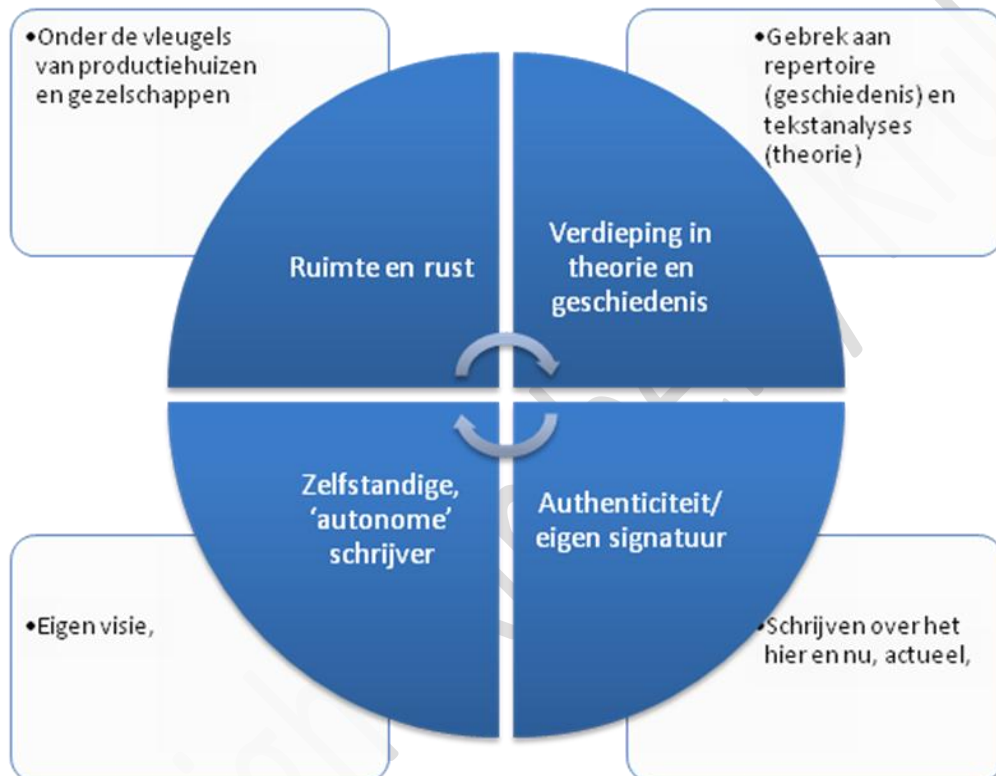 •Onder de vleugels
van productiehuizen
en gezelschappen
•Gebrek aan
repertoire
(geschiedenis) en
tekstanalyses
(theorie)
Ruimte en rust
Verdieping in
theorie en
geschiedenis
Zelfstandige,
‘autonome’
schrijver
Authenticiteit/
eigen signatuur
•Eigen visie,
•Schrijven over het
hier en nu, actueel,